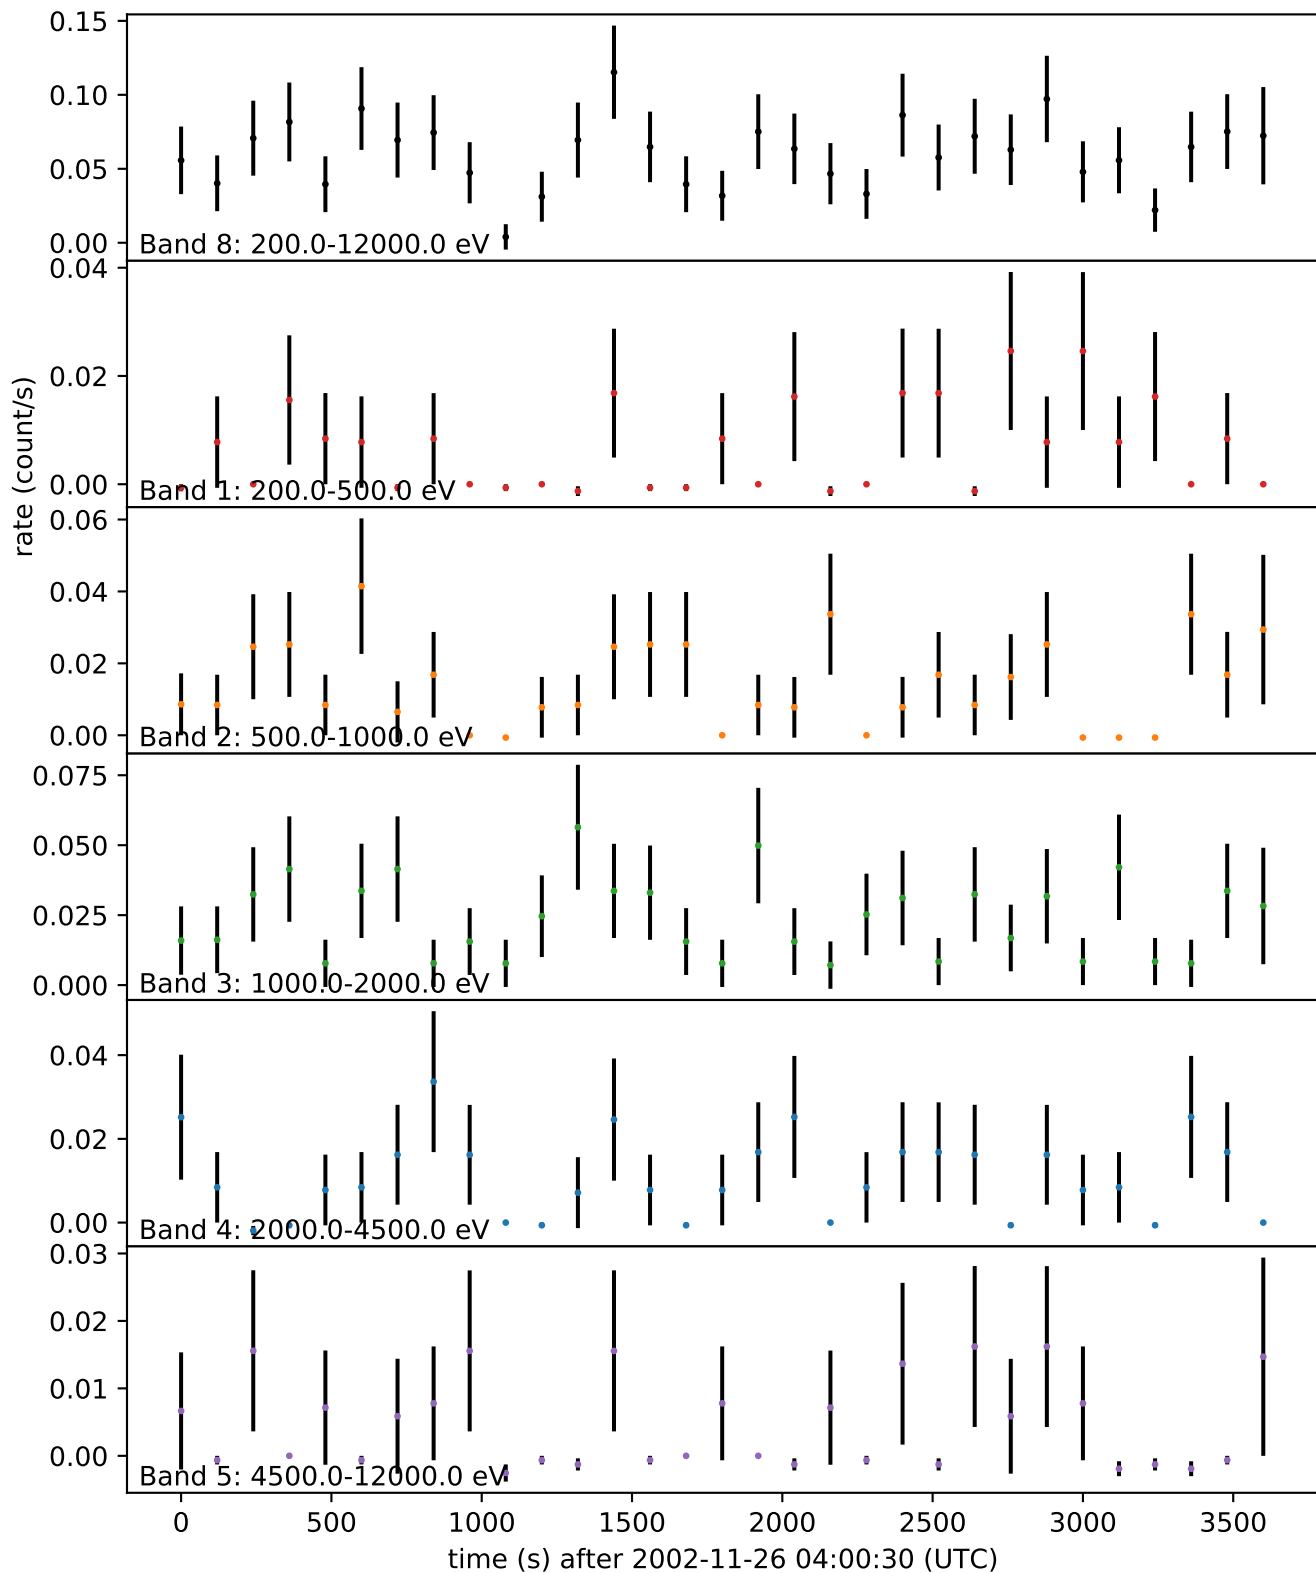 0.15
0.10
0.05
0.00
Band 8: 200.0-12000.0 eV
0.04
0.02
0.00
Band 1: 200.0-500.0 eV
rate (count/s)
0.06
0.04
0.02
0.00
Band 2: 500.0-1000.0 eV
0.075
0.050
0.025
0.000
Band 3: 1000.0-2000.0 eV
0.04
0.02
0.00
Band 4: 2000.0-4500.0 eV
0.03
0.02
0.01
0.00
Band 5: 4500.0-12000.0 eV
0 500 1000 1500 2000 2500 3000 3500
time (s) after 2002-11-26 04:00:30 (UTC)